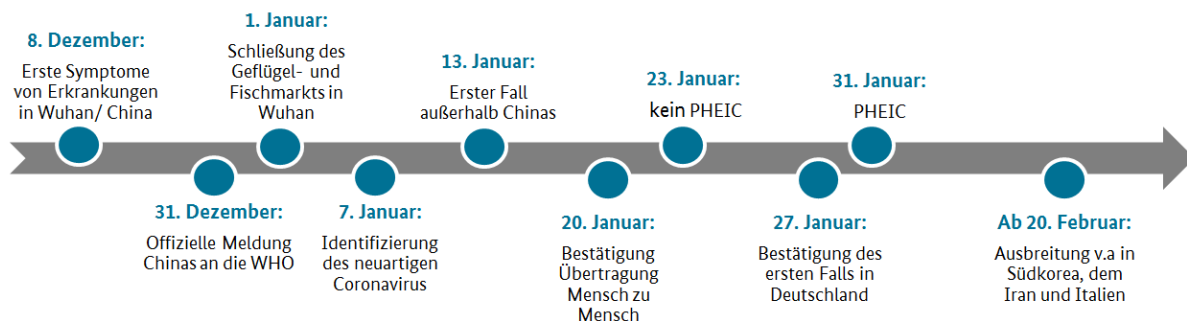 8. Dezember:
Erste Symptome
von Erkrankungen
in Wuhan/ China
31. Dezember:
Offizielle Meldung
Chinas an die WHO
1. Januar:
Schließung des
Geflügel- und
Fischmarkts in
Wuhan
7. Januar:
Identifizierung
des neuartigen
Coronavirus
13. Januar:
Erster Fall
außerhalb Chinas
20. Januar:
Bestätigung
Übertragung
Mensch zu
Mensch
23. Januar:
kein PHEIC
27. Januar:
Bestätigung des
ersten Falls in
Deutschland
31. Januar:
PHEIC
Ab 20. Februar:
Ausbreitung v.a in
Südkorea, dem
Iran und Italien